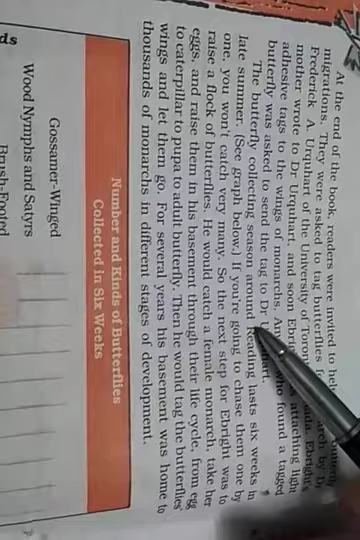 At the end of the book, readers were invited to help
migrations. They were asked to tag butterflies
Frederick A. Urquhart of the University of
mother wrote to Dr Urquhart, and soon attaching light
adhesive tags to the wings of monarchs. who found a tagged
butterfly was asked to send the tag to Dr
The butterfly collecting season around Reading lasts six weeks in
late summer. (See graph below.) If you're going to chase them one by
one, you won't catch very many. So the next step for Ebright was to
raise a flock of butterflies. He would catch a female monarch, take her
eggs, and raise them in his basement through their life cycle, from egg
to caterpillar to pupa to adult butterfly. Then he would tag the butterflies'
wings and let them go. For several years his basement was home to
thousands of monarchs in different stages of development.
Number and Kinds of Butterflies
Collected in Six Weeks
Gossamer-Winged
Wood Nymphs and Satyrs
Brush-Footed